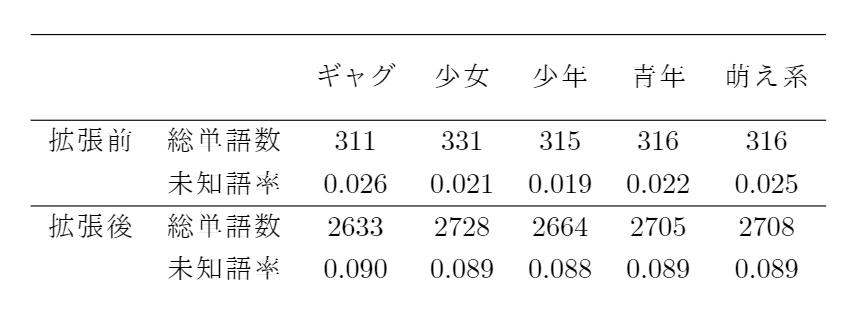 ギャグ 少女 少年 青年 萌え系
拡張前 総単語数 311 331 315 316 316
未知語率 0.026 0.021 0.019 0.022 0.025
拡張後 総単語数 2633 2728 2664 2705 2708
未知語率 0.090 0.089 0.088 0.089 0.089